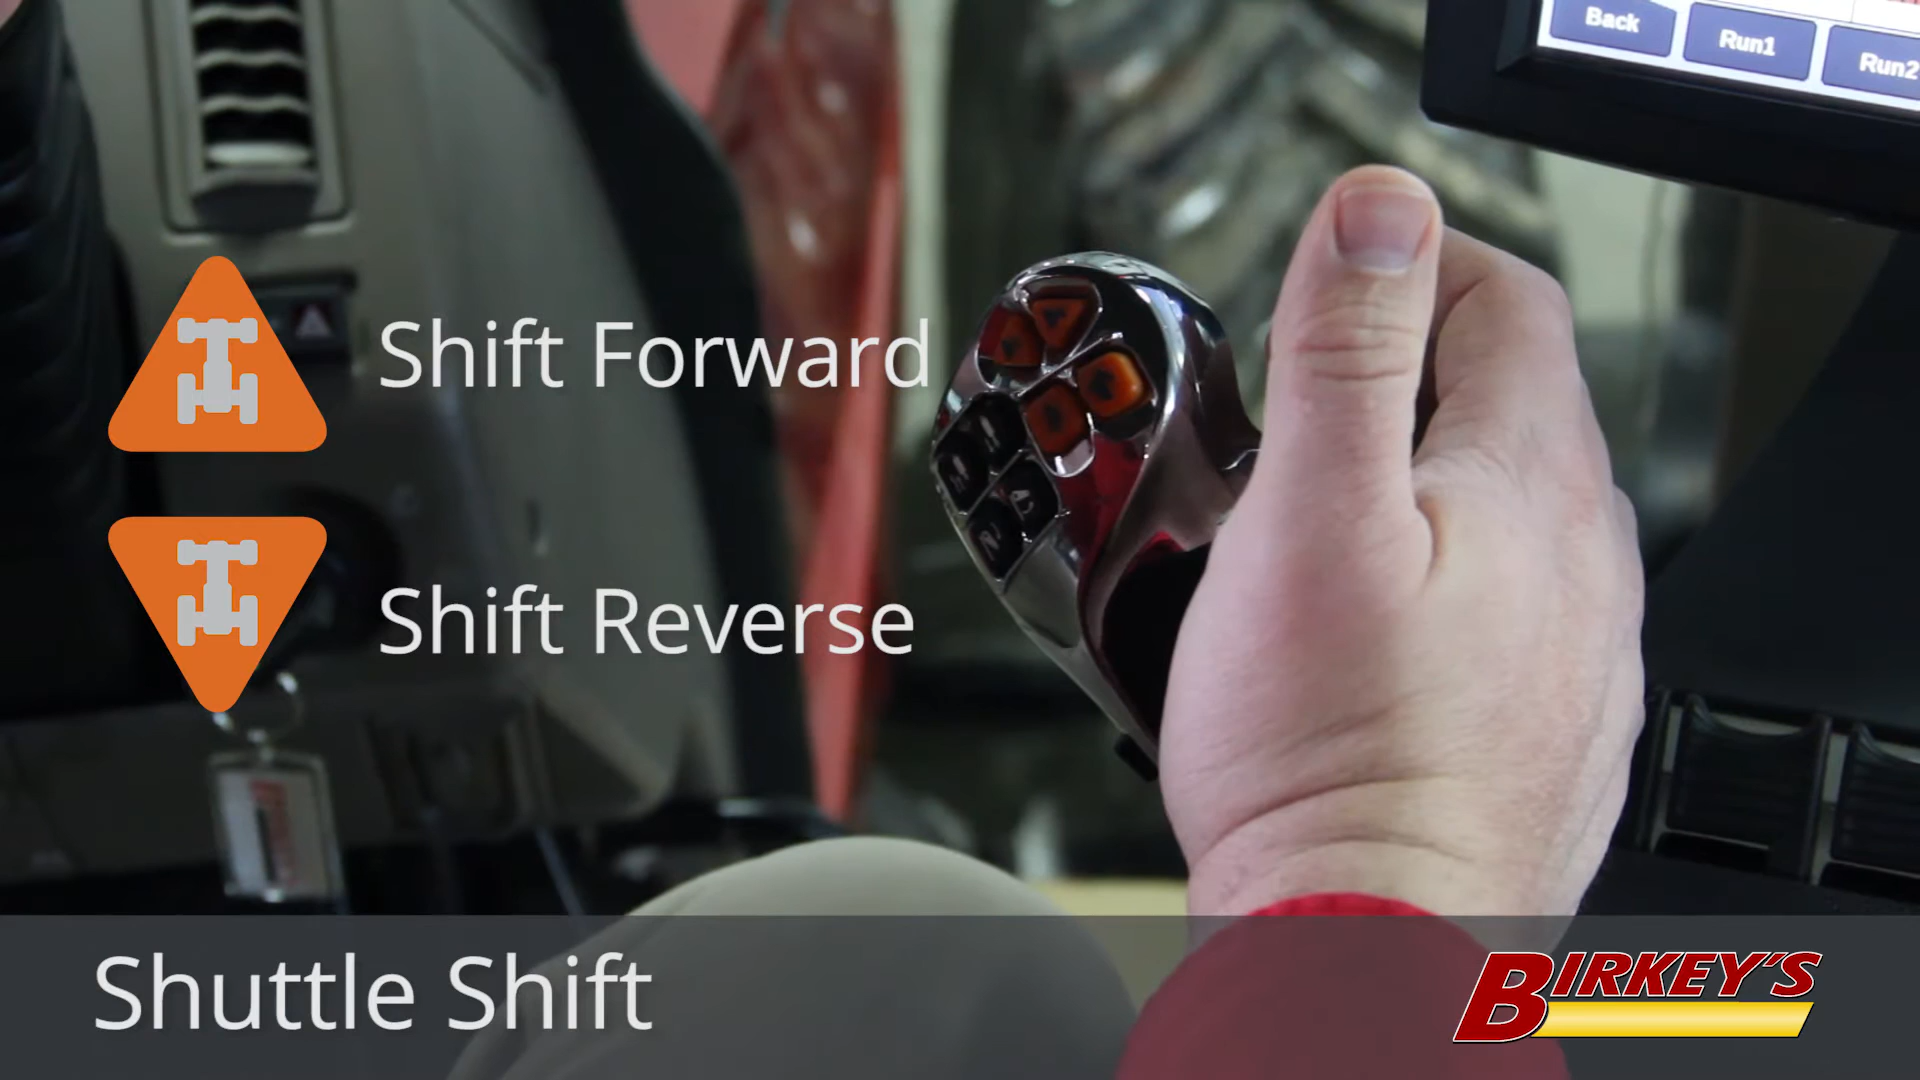 Back
Run1
Run2
Shift Forward
Shift Reverse
Shuttle Shift
BIRKEY'S